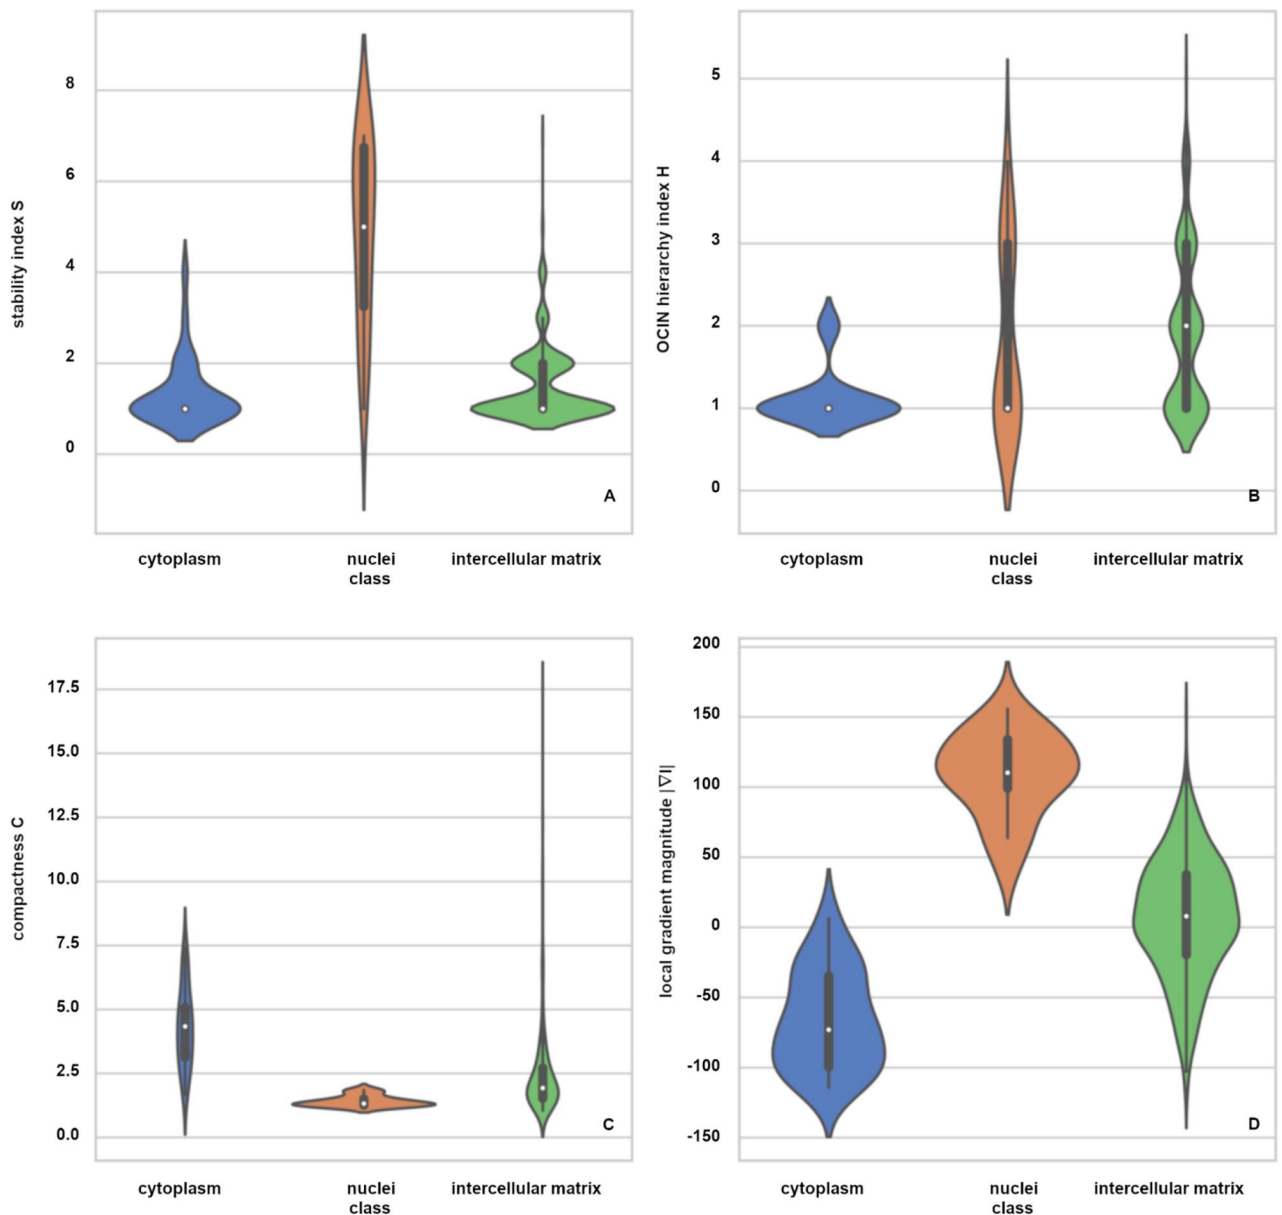 8
6
4
2
0
stability index S
A
cytoplasm
nuclei
class
intercellular matrix
5
4
3
2
1
0
OCIN hierarchy index H
B
cytoplasm
nuclei
class
intercellular matrix
17.5
15.0
12.5
10.0
7.5
5.0
2.5
0.0
compactness C
C
cytoplasm
nuclei
class
intercellular matrix
200
150
100
50
0
-50
-100
-150
local gradient magnitude |∇I|
D
cytoplasm
nuclei
class
intercellular matrix